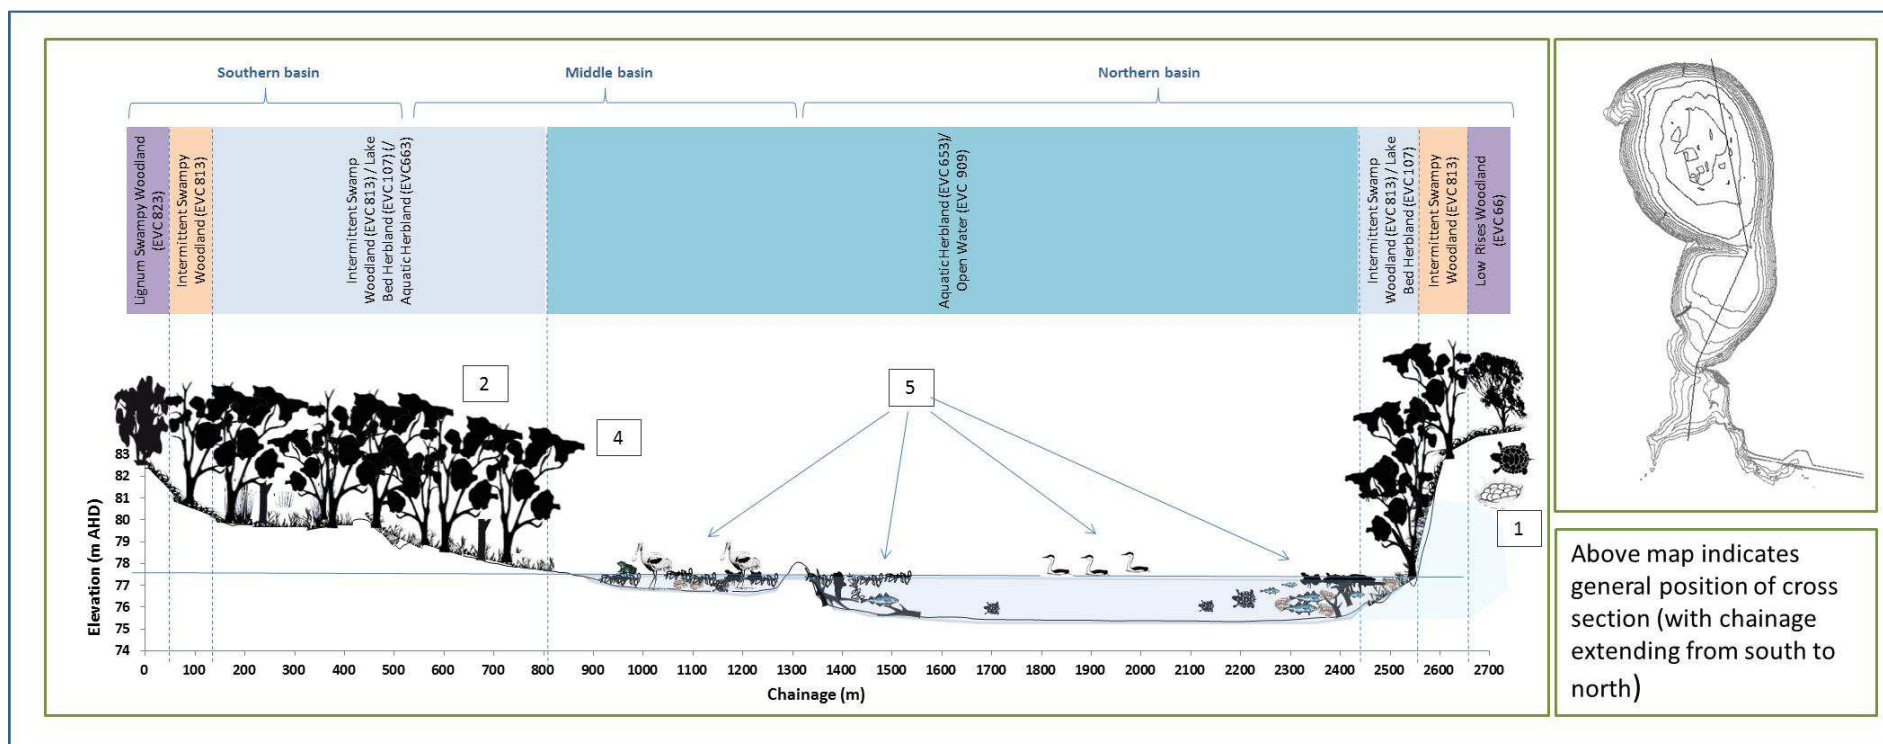 Southern basin
Middle basin
Northern basin
Lignum Swampy Woodland
(EVC 823)
Intermittent Swampy
Woodland (EVC 813)
Intermittent Swamp
Woodland (EVC 813) / Lake
Bed Herbland (EVC 107) (/
Aquatic Herbland (EVC663)
Aquatic Herbland (EVC 653)/
Open Water (EVC 909)
Intermittent Swamp
Woodland (EVC 813) / Lake
Bed Herbland (EVC 107)
Intermittent Swampy
Woodland (EVC 813)
Low Rises Woodland
(EVC 66)
2
4
5
1
Elevation (m AHD)
83
82
81
80
79
78
77
76
75
74
0 100 200 300 400 500 600 700 800 900 1000 1100 1200 1300 1400 1500 1600 1700 1800 1900 2000 2100 2200 2300 2400 2500 2600 2700
Chainage (m)
Above map indicates
general position of cross
section (with chainage
extending from south to
north)